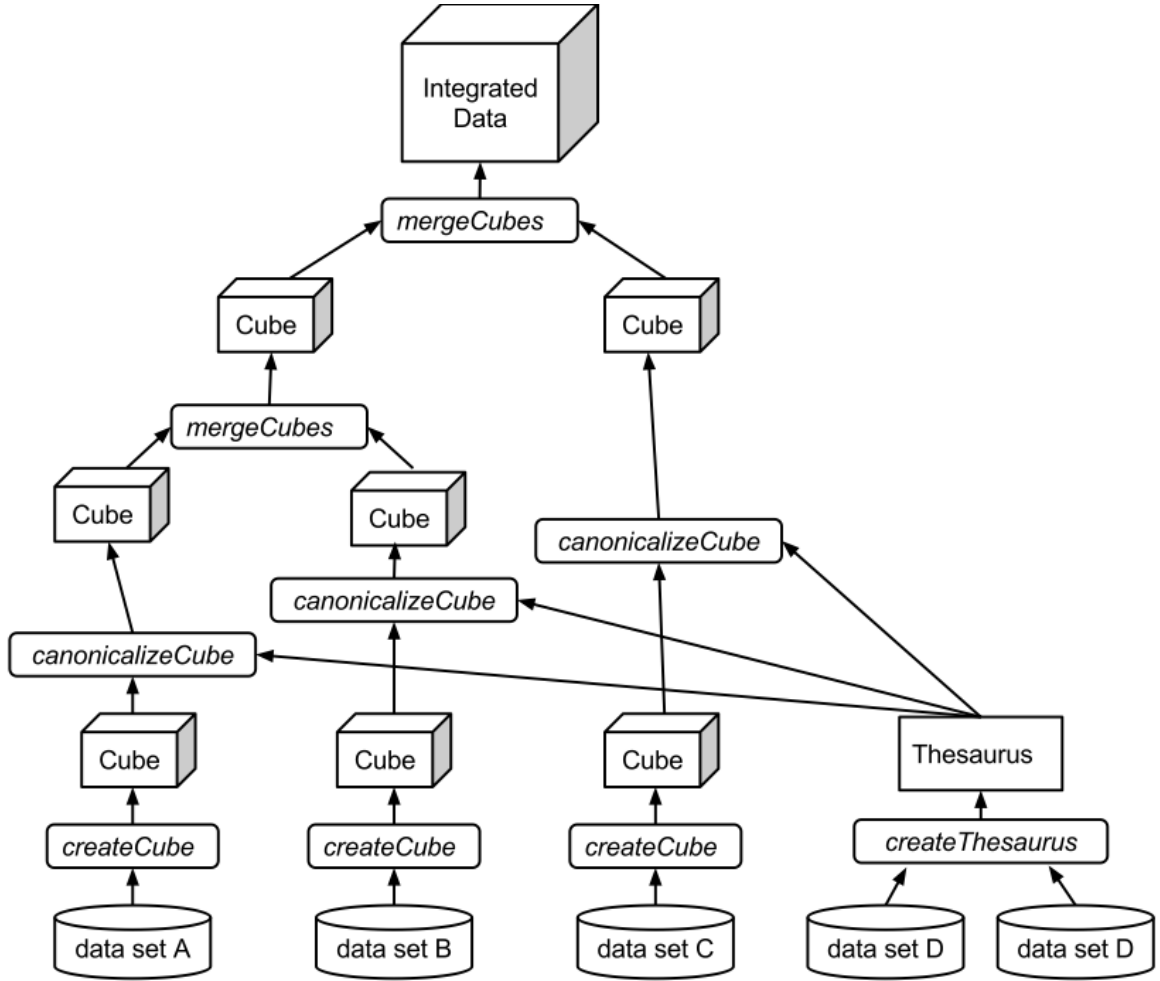 Integrated
Data
mergeCubes
Cube
Cube
mergeCubes
Cube
Cube
canonicalizeCube
canonicalizeCube
canonicalizeCube
Cube
Cube
Cube
Thesaurus
createCube
createCube
createCube
createThesaurus
data set A
data set B
data set C
data set D
data set D